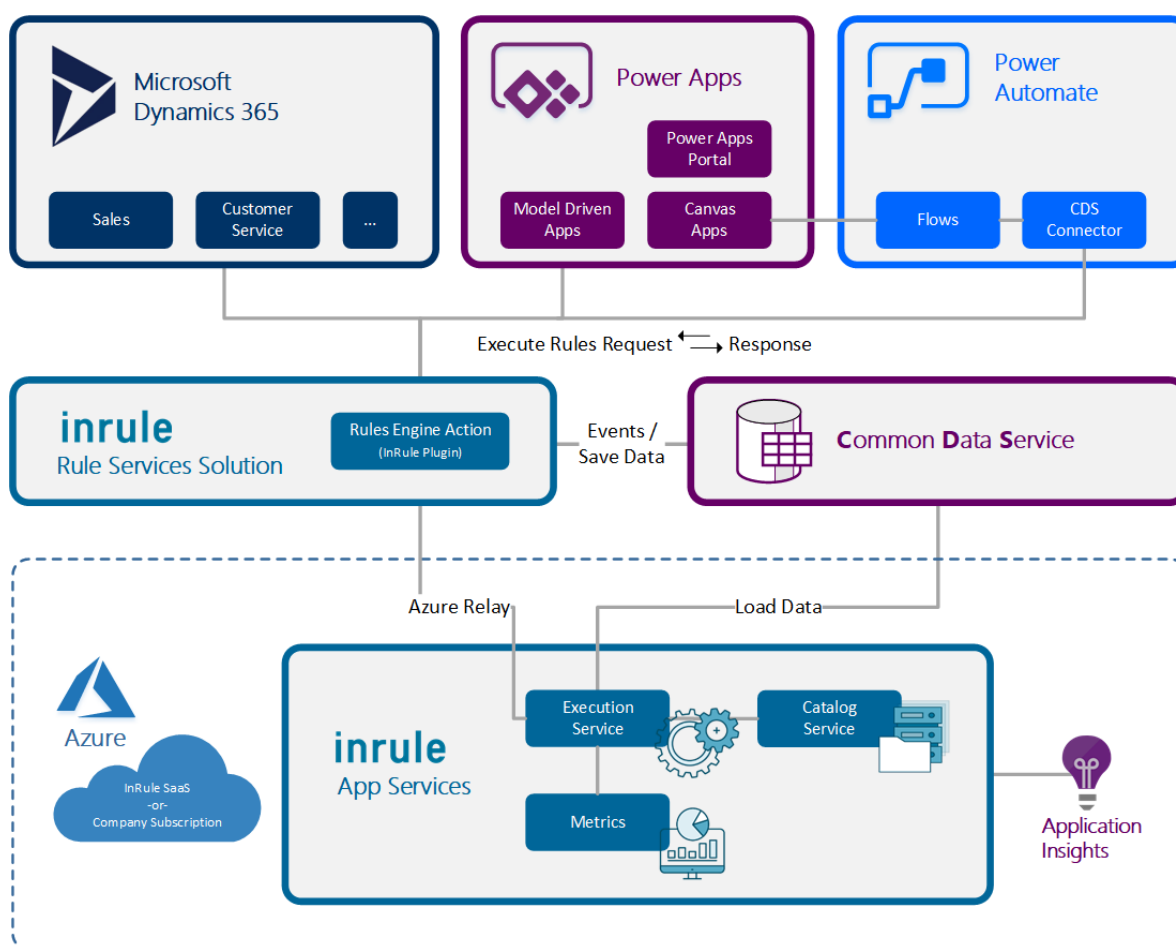 Microsoft
Dynamics 365
Sales
Customer
Service
...
Power Apps
Power Apps
Portal
Model Driven
Apps
Canvas
Apps
Power
Automate
Flows
CDS
Connector
Execute Rules Request
Response
inrule
Rule Services Solution
Rules Engine Action
(InRule Plugin)
Events /
Save Data
Common Data Service
Azure Relay
Load Data
Azure
InRule SaaS
-or-
Company Subscription
inrule
App Services
Execution
Service
Catalog
Service
Metrics
Application
Insights